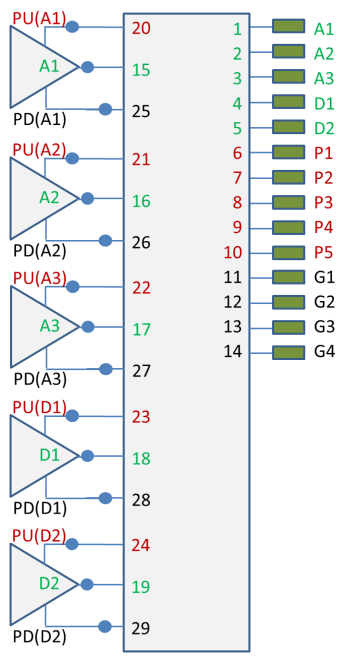 PU(A1) 20 1 A1
A1 15 2 A2
3 A3
PD(A1) 25 4 D1
5 D2
PU(A2) 21 6 P1
A2 16 7 P2
8 P3
9 P4
PD(A2) 26 10 P5
PU(A3) 22 11 G1
12 G2
A3 17 13 G3
14 G4
PD(A3) 27
PU(D1) 23
D1 18
PD(D1) 28
PU(D2) 24
D2 19
PD(D2) 29